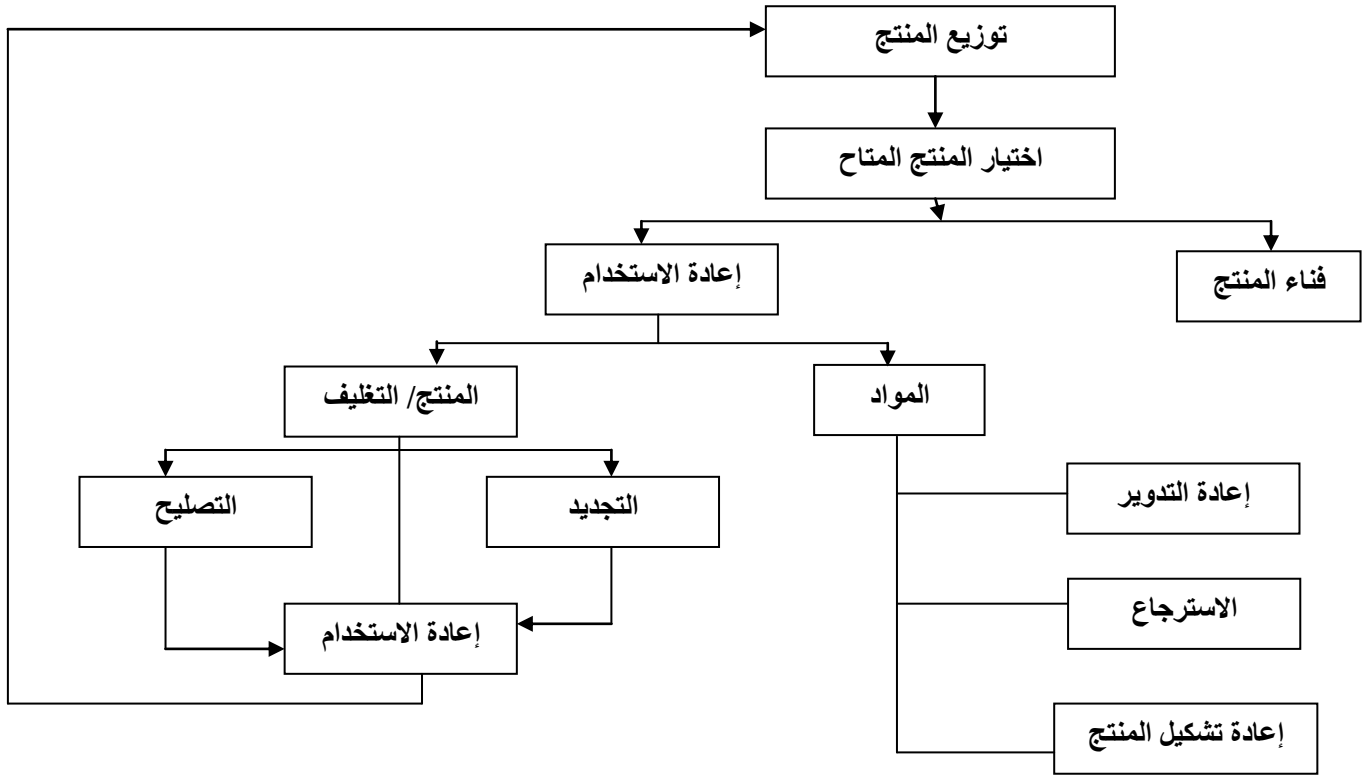 توزيع المنتج
اختيار المنتج المتاح
إعادة الاستخدام
فناء المنتج
المنتج/ التغليف
المواد
التصليح
التجديد
إعادة التدوير
الاسترجاع
إعادة الاستخدام
إعادة تشكيل المنتج